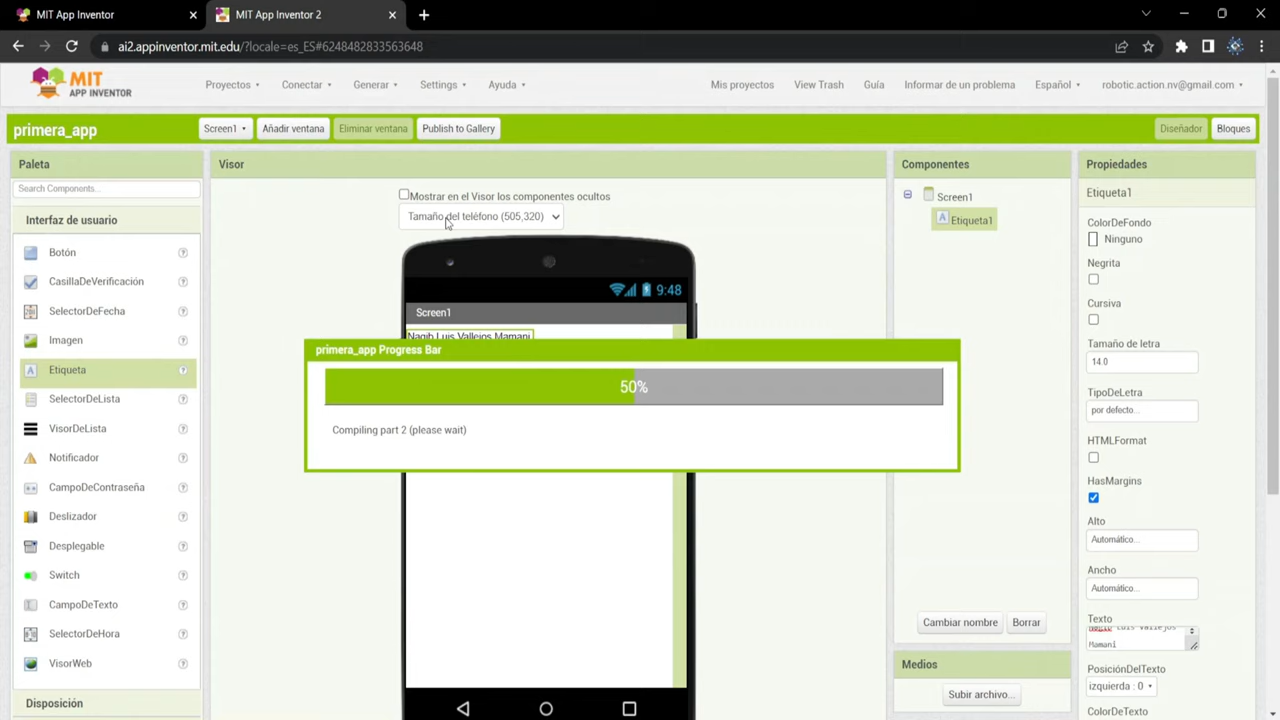 MIT App Inventor
MIT App Inventor 2
ai2.appinventor.mit.edu/?locale=es_ES#6248482833563648
MIT
APP INVENTOR
Proyectos
Conectar
Generar
Settings
Ayuda
Mis proyectos
View Trash
Guía
Informar de un problema
Español
robotic.action.nv@gmail.com
primera_app
Screen1
Añadir ventana
Eliminar ventana
Publish to Gallery
Diseñador
Bloques
Paleta
Search Components...
Interfaz de usuario
Botón
CasillaDeVerificación
SelectorDeFecha
Imagen
Etiqueta
SelectorDeLista
VisorDeLista
Notificador
CampoDeContraseña
Deslizador
Desplegable
Switch
CampoDeTexto
SelectorDeHora
VisorWeb
Disposición
Visor
Mostrar en el Visor los componentes ocultos
Tamaño del teléfono (505,320)
9:48
Screen1
Nagib Luis Vallejos Mamani
primera_app Progress Bar
50%
Compiling part 2 (please wait)
Componentes
Screen1
Etiqueta1
Cambiar nombre
Borrar
Medios
Subir archivo...
Propiedades
Etiqueta1
ColorDeFondo
Ninguno
Negrita
Cursiva
Tamaño de letra
14.0
TipoDeLetra
por defecto...
HTMLFormat
HasMargins
Alto
Automático...
Ancho
Automático...
Texto
Nagib Luis Vallejos
Mamani
PosiciónDelTexto
izquierda : 0
ColorDeTexto